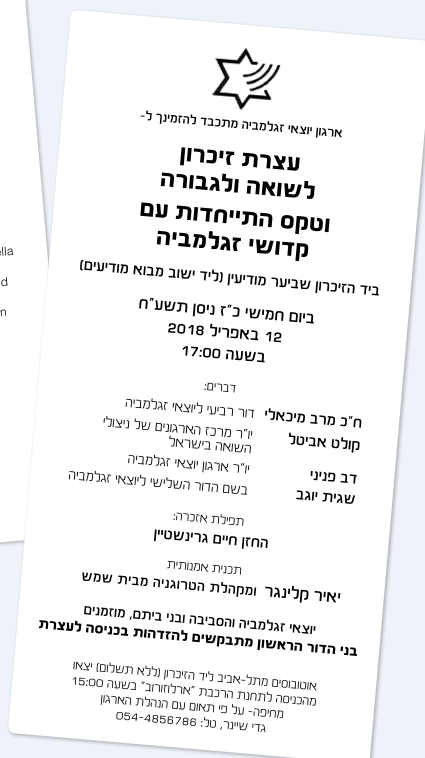 ארגון יוצאי זגלמביה מתכבד להזמינך ל-
עצרת זיכרון
לשואה ולגבורה
וטקס התייחדות עם
קדושי זגלמביה
ביד הזיכרון שביער מודיעין (ליד ישוב מבוא מודיעים)
ביום חמישי כ״ז ניסן תשע״ח
12 באפריל 2018
בשעה 17:00
דברים:
ח״כ מרב מיכאלי דור רביעי ליוצאי זגלמביה
קולט אביטל יו״ר מרכז הארגונים של ניצולי
השואה בישראל
דב פניני יו״ר ארגון יוצאי זגלמביה
שגית יוגב בשם הדור השלישי ליוצאי זגלמביה
תפילת אזכרה:
החזן חיים גרינשטיין
תכנית אמנותית
יאיר קלינגר ומקהלת הטרוגניה מבית שמש
יוצאי זגלמביה והסביבה ובני ביתם, מוזמנים
בני הדור הראשון מתבקשים להזדהות בכניסה לעצרת
אוטובוסים מתל-אביב ליד הזיכרון (ללא תשלום) יצאו
מהכניסה לתחנת הרכבת ״ארלוזורוב״ בשעה 15:00
מחיפה- על פי תאום עם הנהלת הארגון
גדי שיינר, טל: 054-4856786
ella
d
m